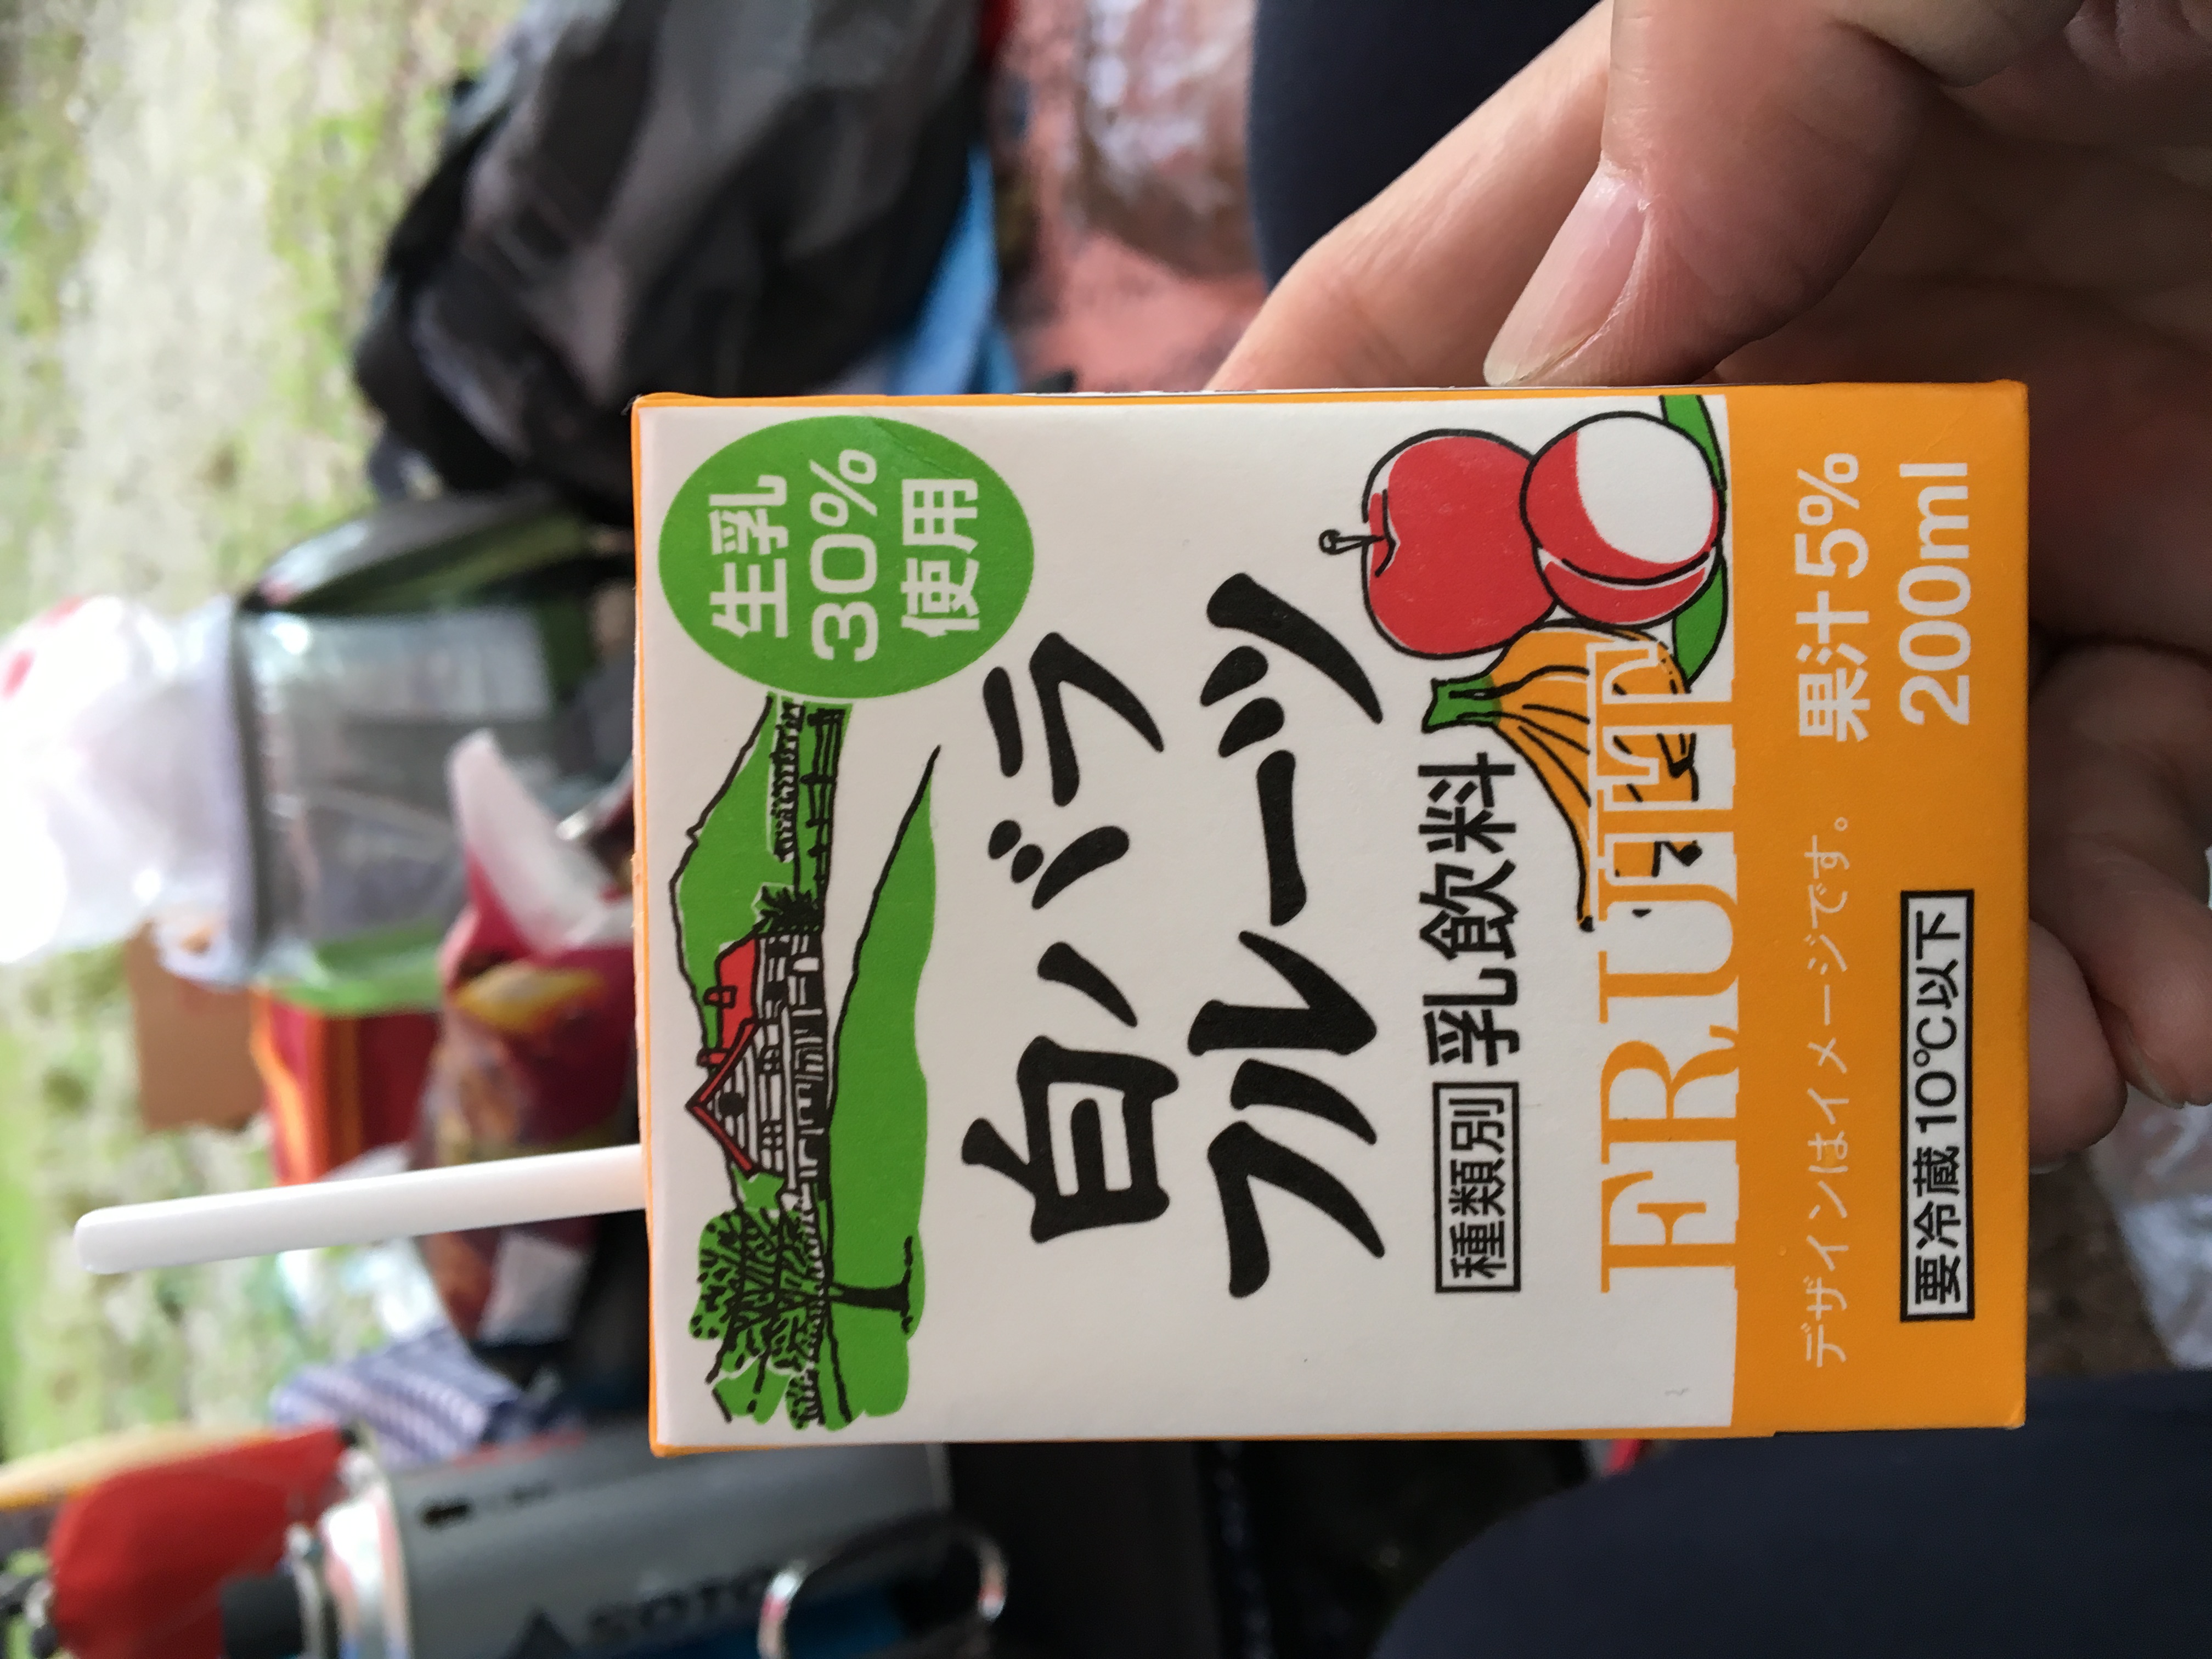 生乳
30%
使用
白バラ
フルーツ
種類別 乳飲料
FRUIT
デザインはイメージです。
果汁5%
要冷蔵10℃以下
200ml
SOTO